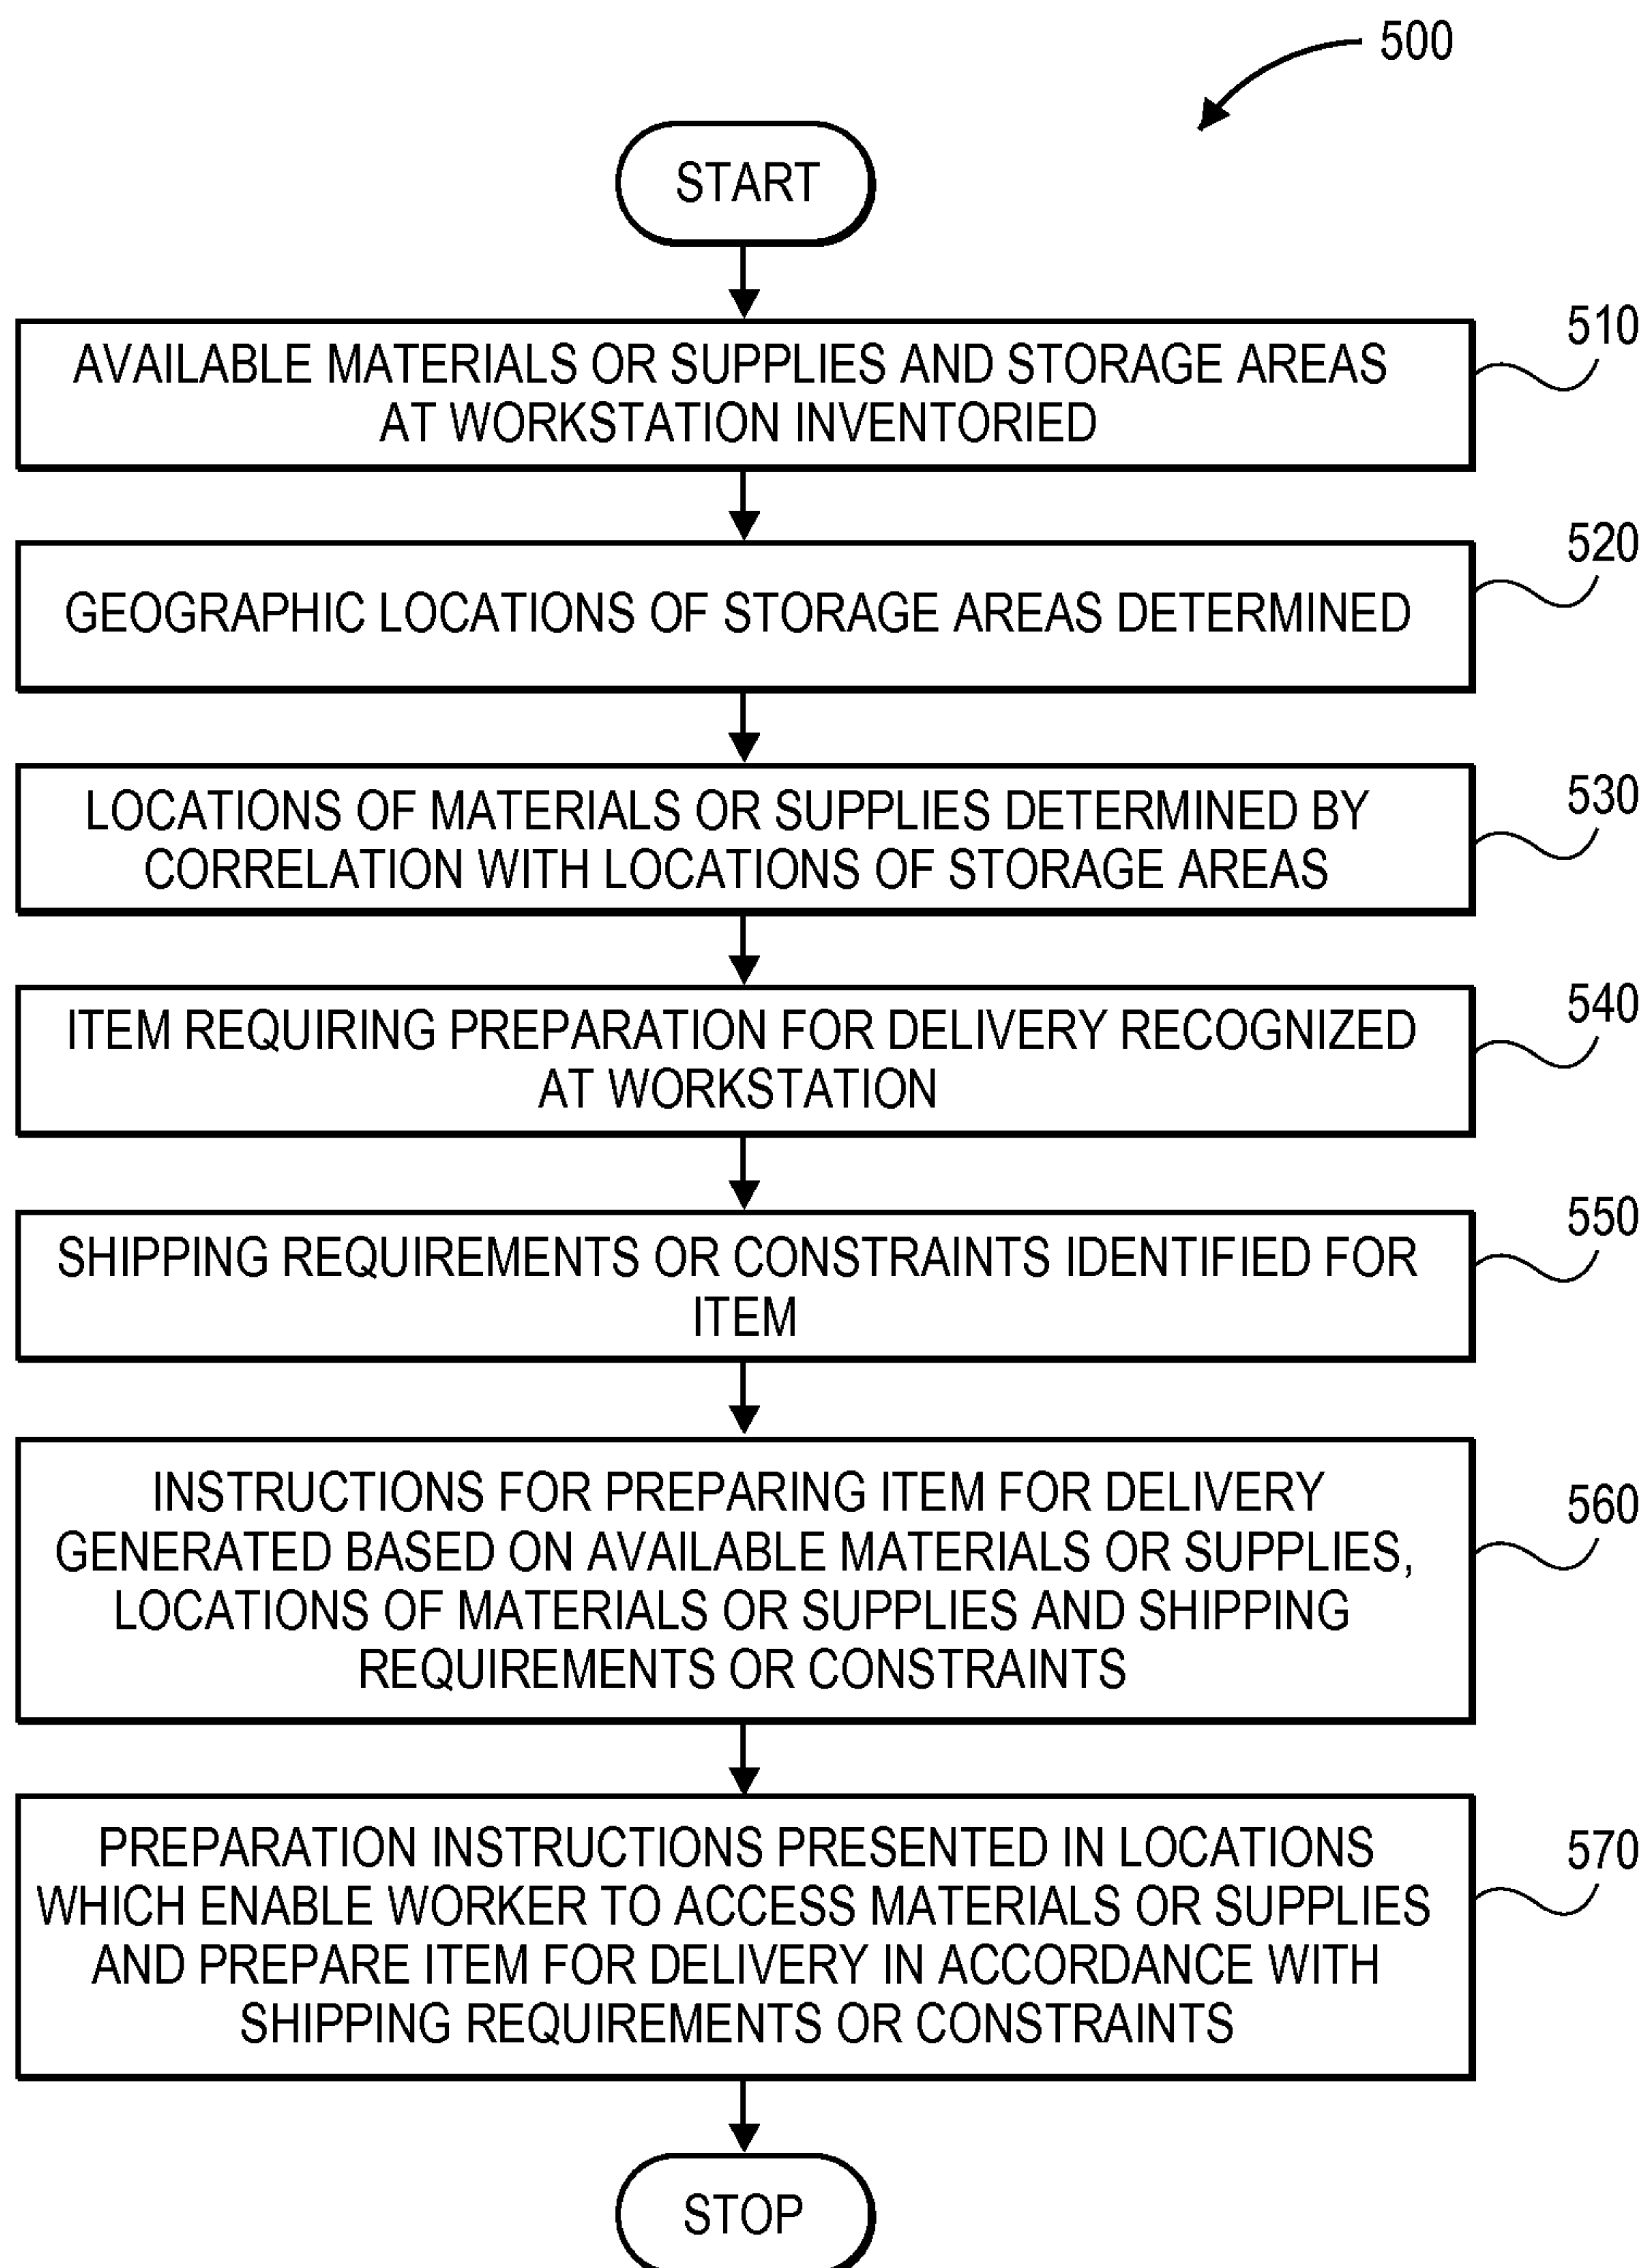 500
START
AVAILABLE MATERIALS OR SUPPLIES AND STORAGE AREAS
AT WORKSTATION INVENTORIED
510
GEOGRAPHIC LOCATIONS OF STORAGE AREAS DETERMINED
520
LOCATIONS OF MATERIALS OR SUPPLIES DETERMINED BY
CORRELATION WITH LOCATIONS OF STORAGE AREAS
530
ITEM REQUIRING PREPARATION FOR DELIVERY RECOGNIZED
AT WORKSTATION
540
SHIPPING REQUIREMENTS OR CONSTRAINTS IDENTIFIED FOR
ITEM
550
INSTRUCTIONS FOR PREPARING ITEM FOR DELIVERY
GENERATED BASED ON AVAILABLE MATERIALS OR SUPPLIES,
LOCATIONS OF MATERIALS OR SUPPLIES AND SHIPPING
REQUIREMENTS OR CONSTRAINTS
560
PREPARATION INSTRUCTIONS PRESENTED IN LOCATIONS
WHICH ENABLE WORKER TO ACCESS MATERIALS OR SUPPLIES
AND PREPARE ITEM FOR DELIVERY IN ACCORDANCE WITH
SHIPPING REQUIREMENTS OR CONSTRAINTS
570
STOP